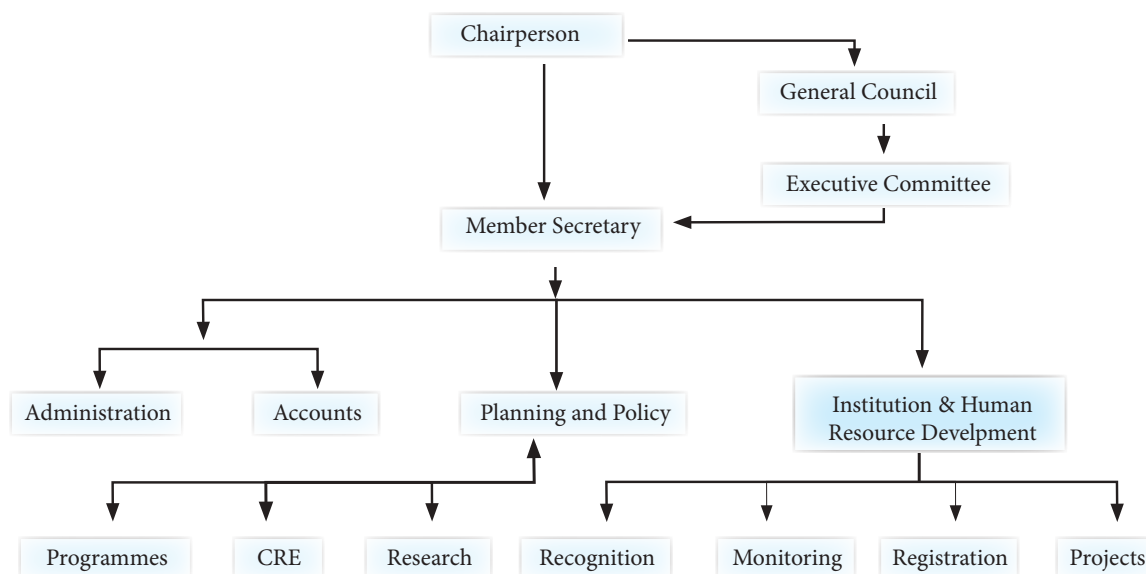 Chairperson
General Council
Executive Committee
Member Secretary
Administration
Accounts
Planning and Policy
Institution & Human
Resource Develpment
Programmes
CRE
Research
Recognition
Monitoring
Registration
Projects